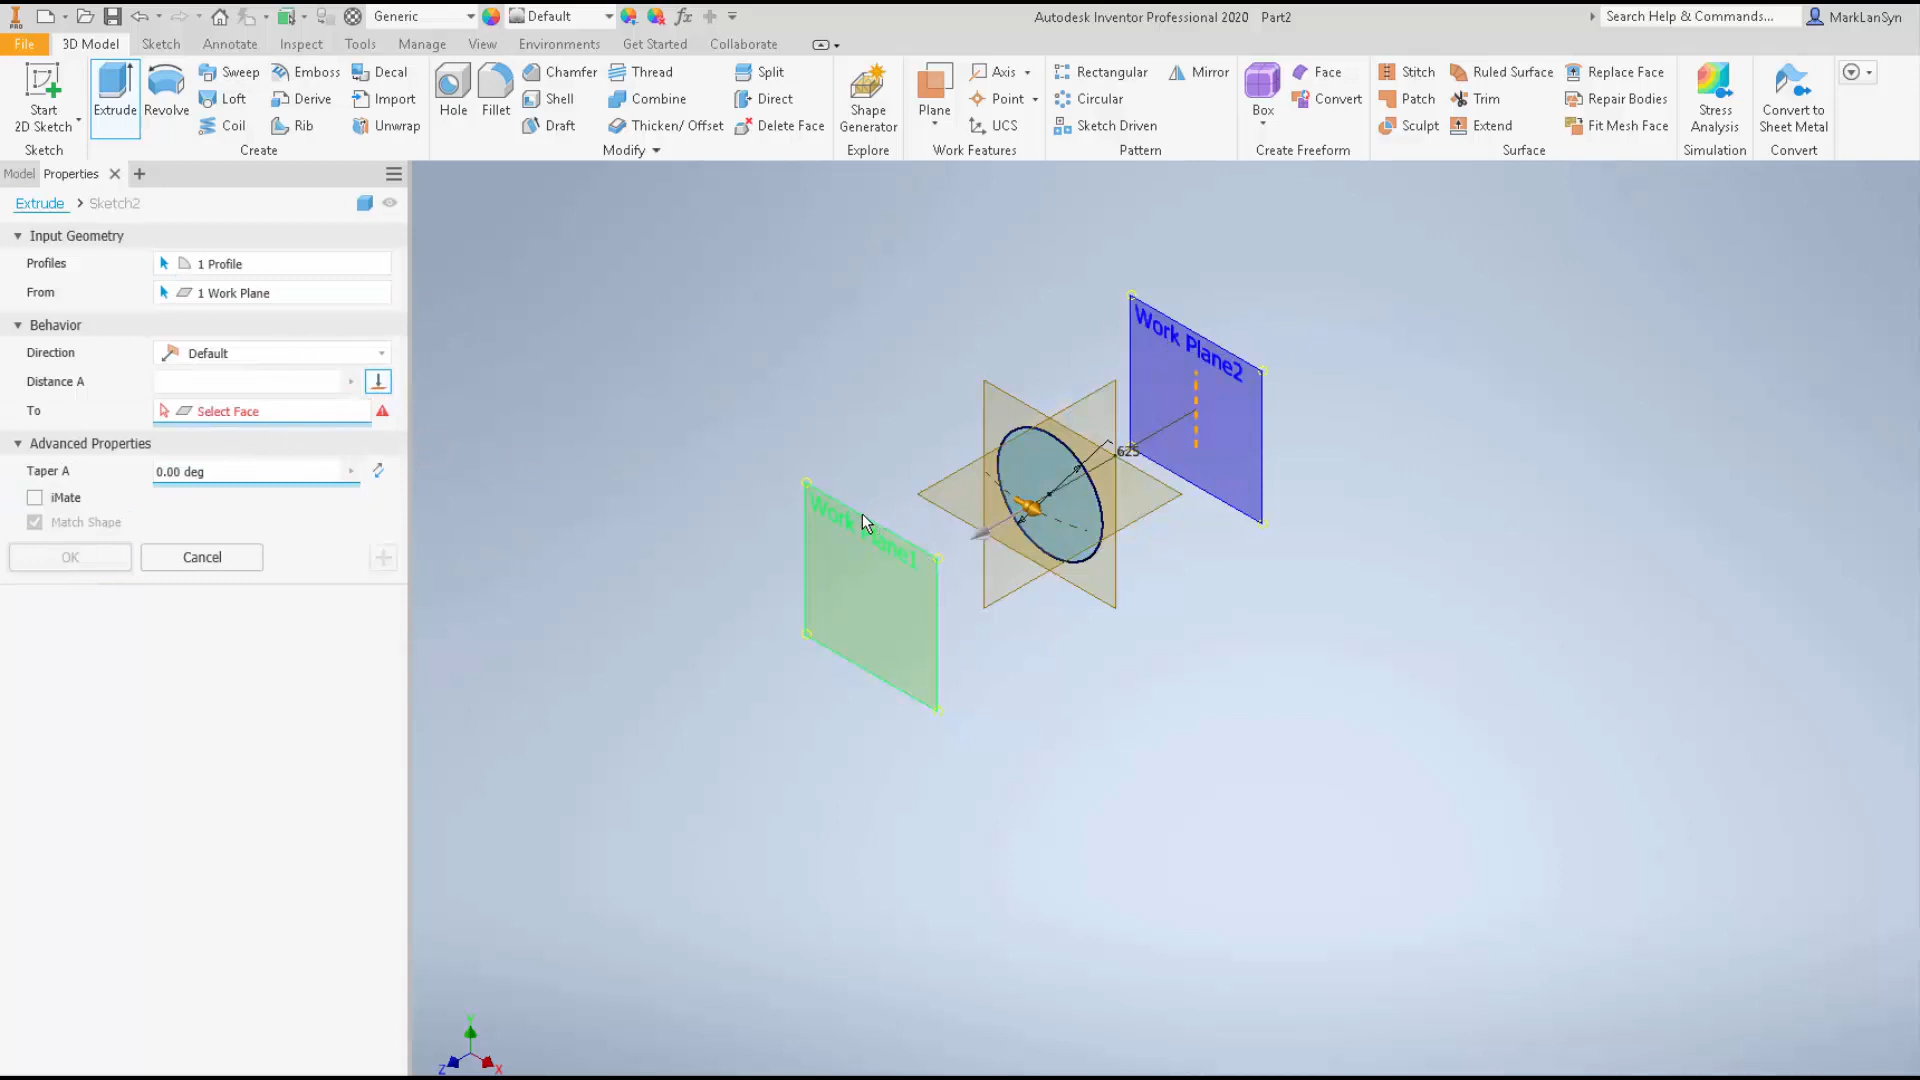 Generic
Default
Autodesk Inventor Professional 2020 Part2
Search Help & Commands...
MarkLanSyn
File 3D Model Sketch Annotate Inspect Tools Manage View Environments Get Started Collaborate
Start
2D Sketch
Sketch
Extrude
Revolve
Sweep
Loft
Coil
Emboss
Derive
Rib
Decal
Import
Unwrap
Create
Hole
Fillet
Chamfer
Shell
Draft
Thread
Combine
Thicken/ Offset
Split
Direct
Delete Face
Modify
Shape
Generator
Explore
Plane
Axis
Point
UCS
Work Features
Rectangular
Circular
Sketch Driven
Mirror
Pattern
Box
Face
Convert
Create Freeform
Stitch
Patch
Sculpt
Ruled Surface
Trim
Extend
Replace Face
Repair Bodies
Fit Mesh Face
Surface
Stress
Analysis
Simulation
Convert to
Sheet Metal
Convert
Model Properties
Extrude > Sketch2
Input Geometry
Profiles 1 Profile
From 1 Work Plane
Behavior
Direction Default
Distance A
To Select Face
Advanced Properties
Taper A 0.00 deg
iMate
Match Shape
OK Cancel
Work Plane2
.625
Work Plane1
Y
Z
X